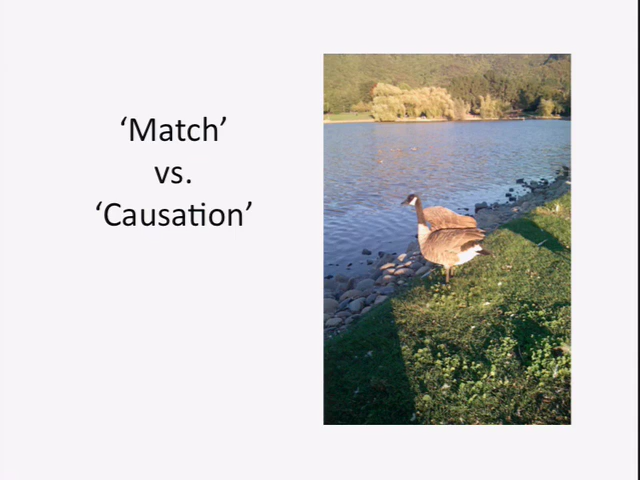 ‘Match’
vs.
‘Causation’